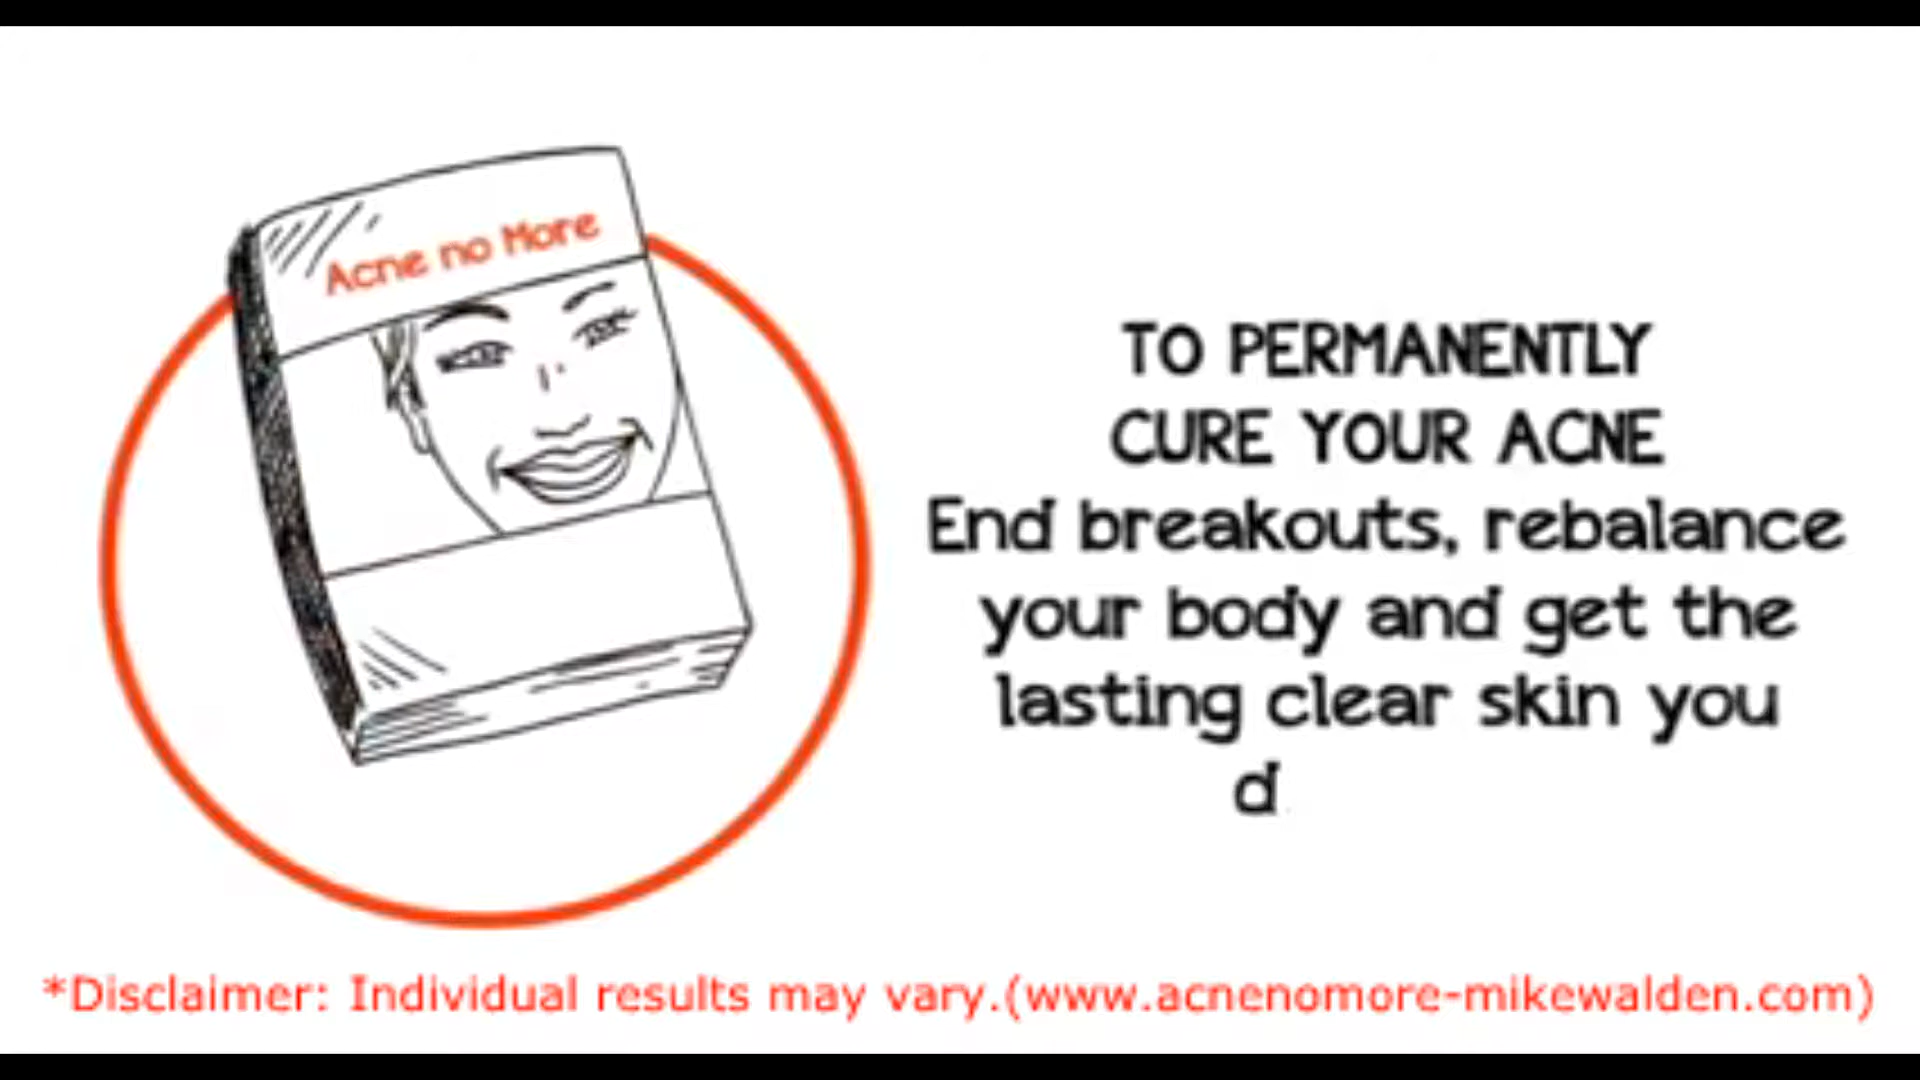 Acne no More
TO PERMANENTLY
CURE YOUR ACNE
End breakouts, rebalance
your body and get the
lasting clear skin you
d
*Disclaimer: Individual results may vary.(www.acnenomore-mikewalden.com)